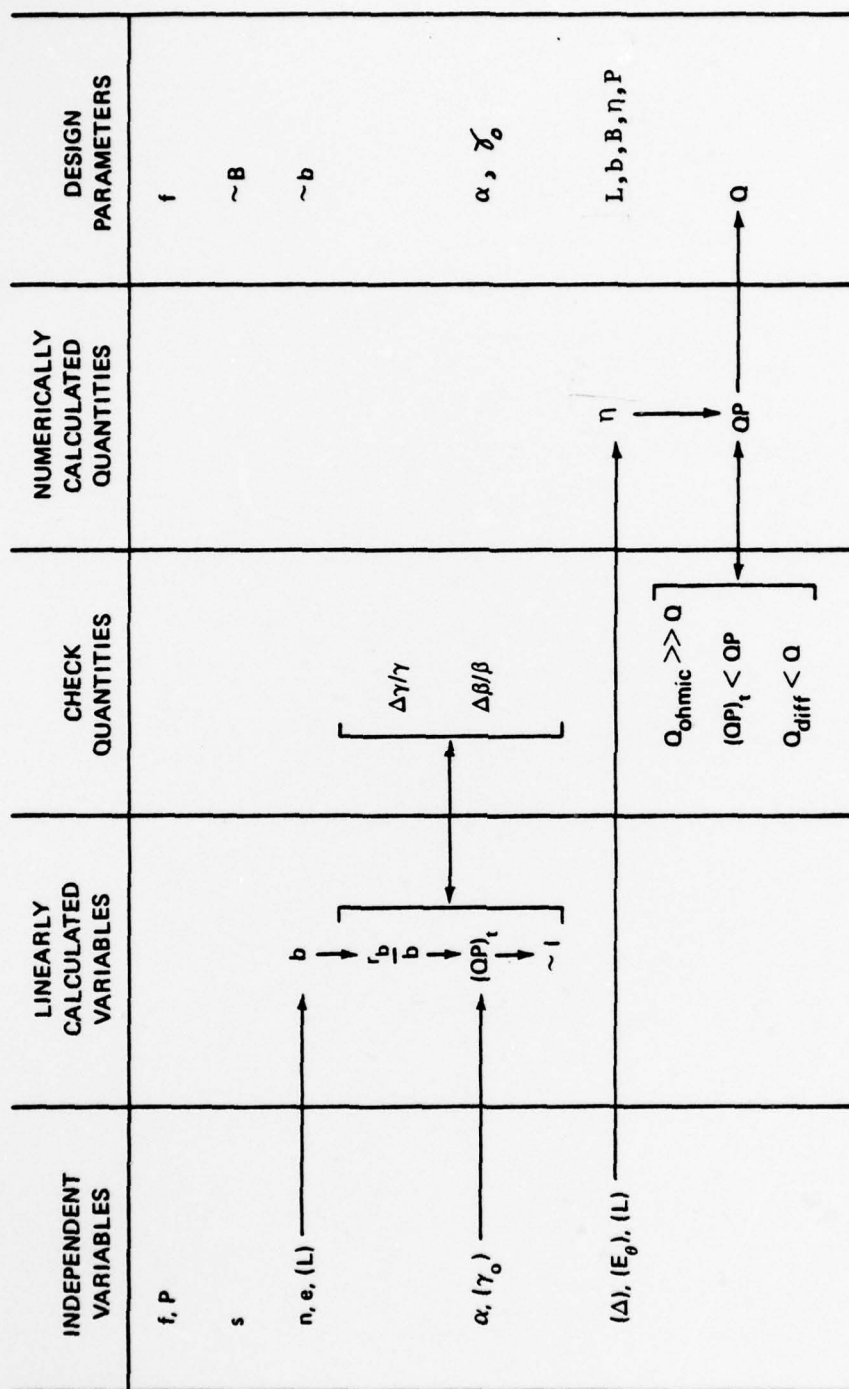 INDEPENDENT
VARIABLES
LINEARLY
CALCULATED
VARIABLES
CHECK
QUANTITIES
NUMERICALLY
CALCULATED
QUANTITIES
DESIGN
PARAMETERS
f, P
f
s
~B
n, e, (L)
b
~b
r_b/b
Δγ/γ
α, (γ_o)
(QP)_t
Δβ/β
α, γ_o
~I
(Δ), (E_θ), (L)
η
L,b,B,η,P
Q_ohmic >> Q
(QP)_t < QP
QP
Q
Q_diff < Q